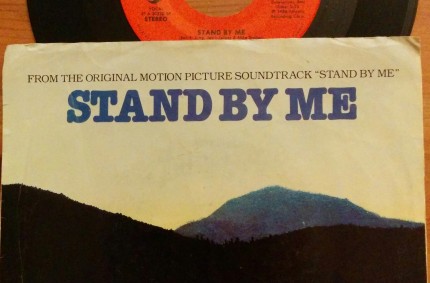 STEREO
STAND BY ME
FROM THE ORIGINAL MOTION PICTURE SOUNDTRACK "STAND BY ME"
STAND BY ME